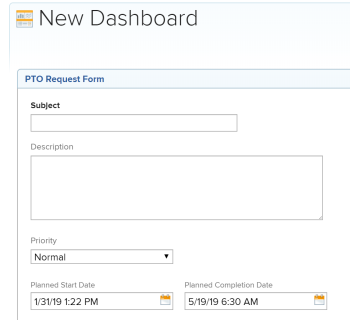 New Dashboard
PTO Request Form
Subject
Description
Priority
Normal
Planned Start Date Planned Completion Date
1/31/19 1:22 PM 5/19/19 6:30 AM